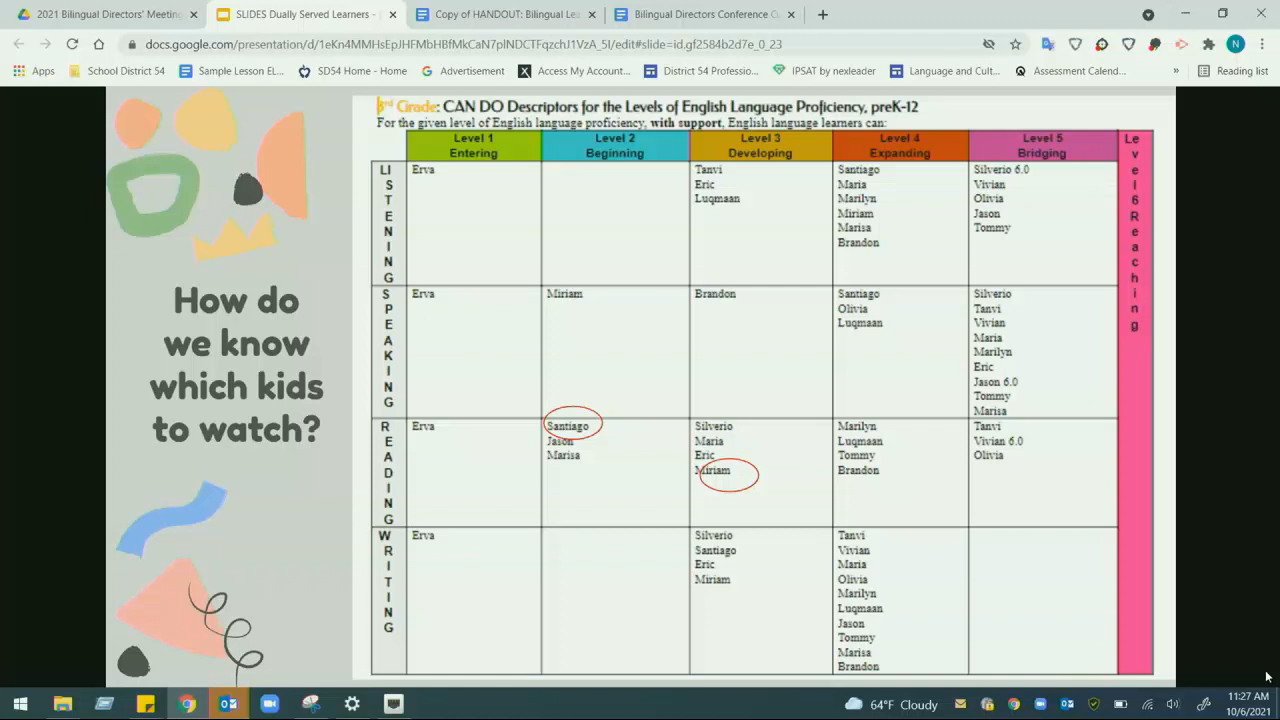 2021 Bilingual Directors' Meeting
SLIDES Dually Served Learners -
Copy of HANDOUT: Bilingual Lea
Bilingual Directors Conference
docs.google.com/presentation/d/1eKn4MMHsEpJHFMbHBfMkCaN7plNDCTFqzchJ1VzA_5I/edit#slide=id.gf2584b2d7e_0_23
N
Apps
School District 54
Sample Lesson EL...
SD54 Home - Home
Advertisement
Access My Account...
District 54 Professio...
IPSAT by nexleader
Language and Cult...
Assessment Calend...
»
Reading list
How do
we know
which kids
to watch?
3rd Grade: CAN DO Descriptors for the Levels of English Language Proficiency, preK-12
For the given level of English language proficiency, with support, English language learners can:
Level 1
Entering
Level 2
Beginning
Level 3
Developing
Level 4
Expanding
Level 5
Bridging
Level 6 Reaching
LISTENING
Erva
Tanvi
Eric
Luqmaan
Santiago
Maria
Marilyn
Miriam
Marisa
Brandon
Silverio 6.0
Vivian
Olivia
Jason
Tommy
SPEAKING
Erva
Miriam
Brandon
Santiago
Olivia
Luqmaan
Silverio
Tanvi
Vivian
Maria
Marilyn
Eric
Jason 6.0
Tommy
Marisa
READING
Erva
Santiago
Jason
Marisa
Silverio
Maria
Eric
Miriam
Marilyn
Luqmaan
Tommy
Brandon
Tanvi
Vivian 6.0
Olivia
WRITING
Erva
Silverio
Santiago
Eric
Miriam
Tanvi
Vivian
Maria
Olivia
Marilyn
Luqmaan
Jason
Tommy
Marisa
Brandon
64°F Cloudy
11:27 AM
10/6/2021